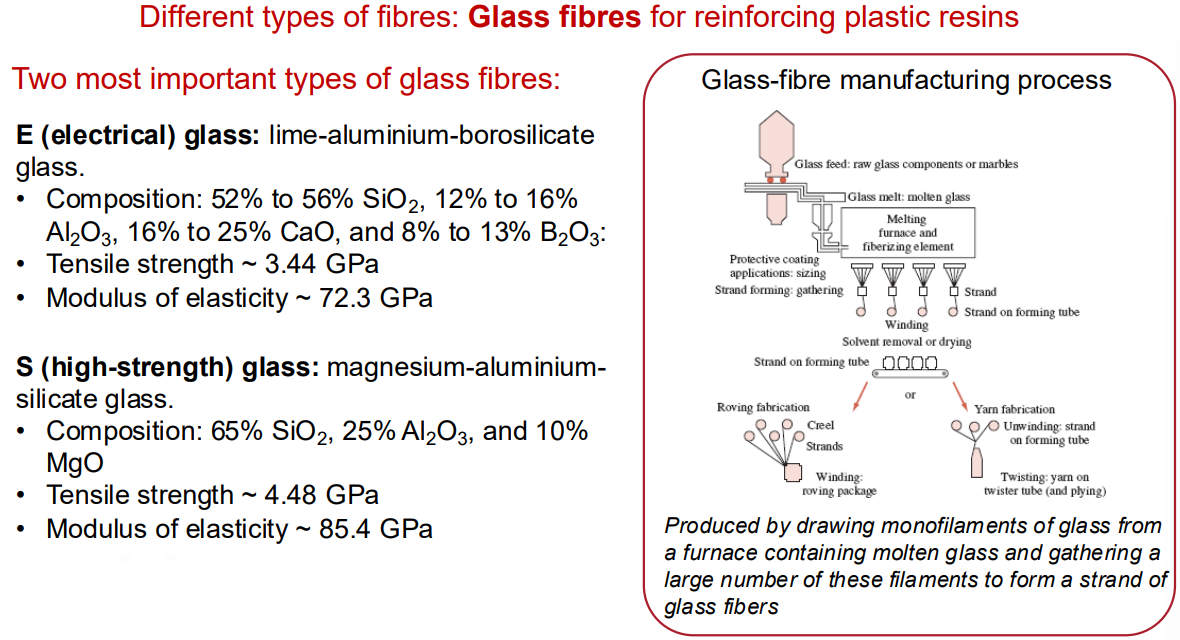 Different types of fibres: Glass fibres for reinforcing plastic resins
Two most important types of glass fibres:
E (electrical) glass: lime-aluminium-borosilicate
glass.
• Composition: 52% to 56% SiO₂, 12% to 16%
Al₂O₃, 16% to 25% CaO, and 8% to 13% B₂O₃:
• Tensile strength ~ 3.44 GPa
• Modulus of elasticity ~ 72.3 GPa
S (high-strength) glass: magnesium-aluminium-
silicate glass.
• Composition: 65% SiO₂, 25% Al₂O₃, and 10%
MgO
• Tensile strength ~ 4.48 GPa
• Modulus of elasticity ~ 85.4 GPa
Glass-fibre manufacturing process
Glass feed: raw glass components or marbles
Glass melt: molten glass
Melting
furnace and
fiberizing element
Protective coating
applications: sizing
Strand forming: gathering
Strand
Strand on forming tube
Winding
Solvent removal or drying
Strand on forming tube
or
Roving fabrication
Creel
Strands
Winding:
roving package
Yarn fabrication
Unwinding: strand
on forming tube
Twisting: yarn on
twister tube (and plying)
Produced by drawing monofilaments of glass from
a furnace containing molten glass and gathering a
large number of these filaments to form a strand of
glass fibers